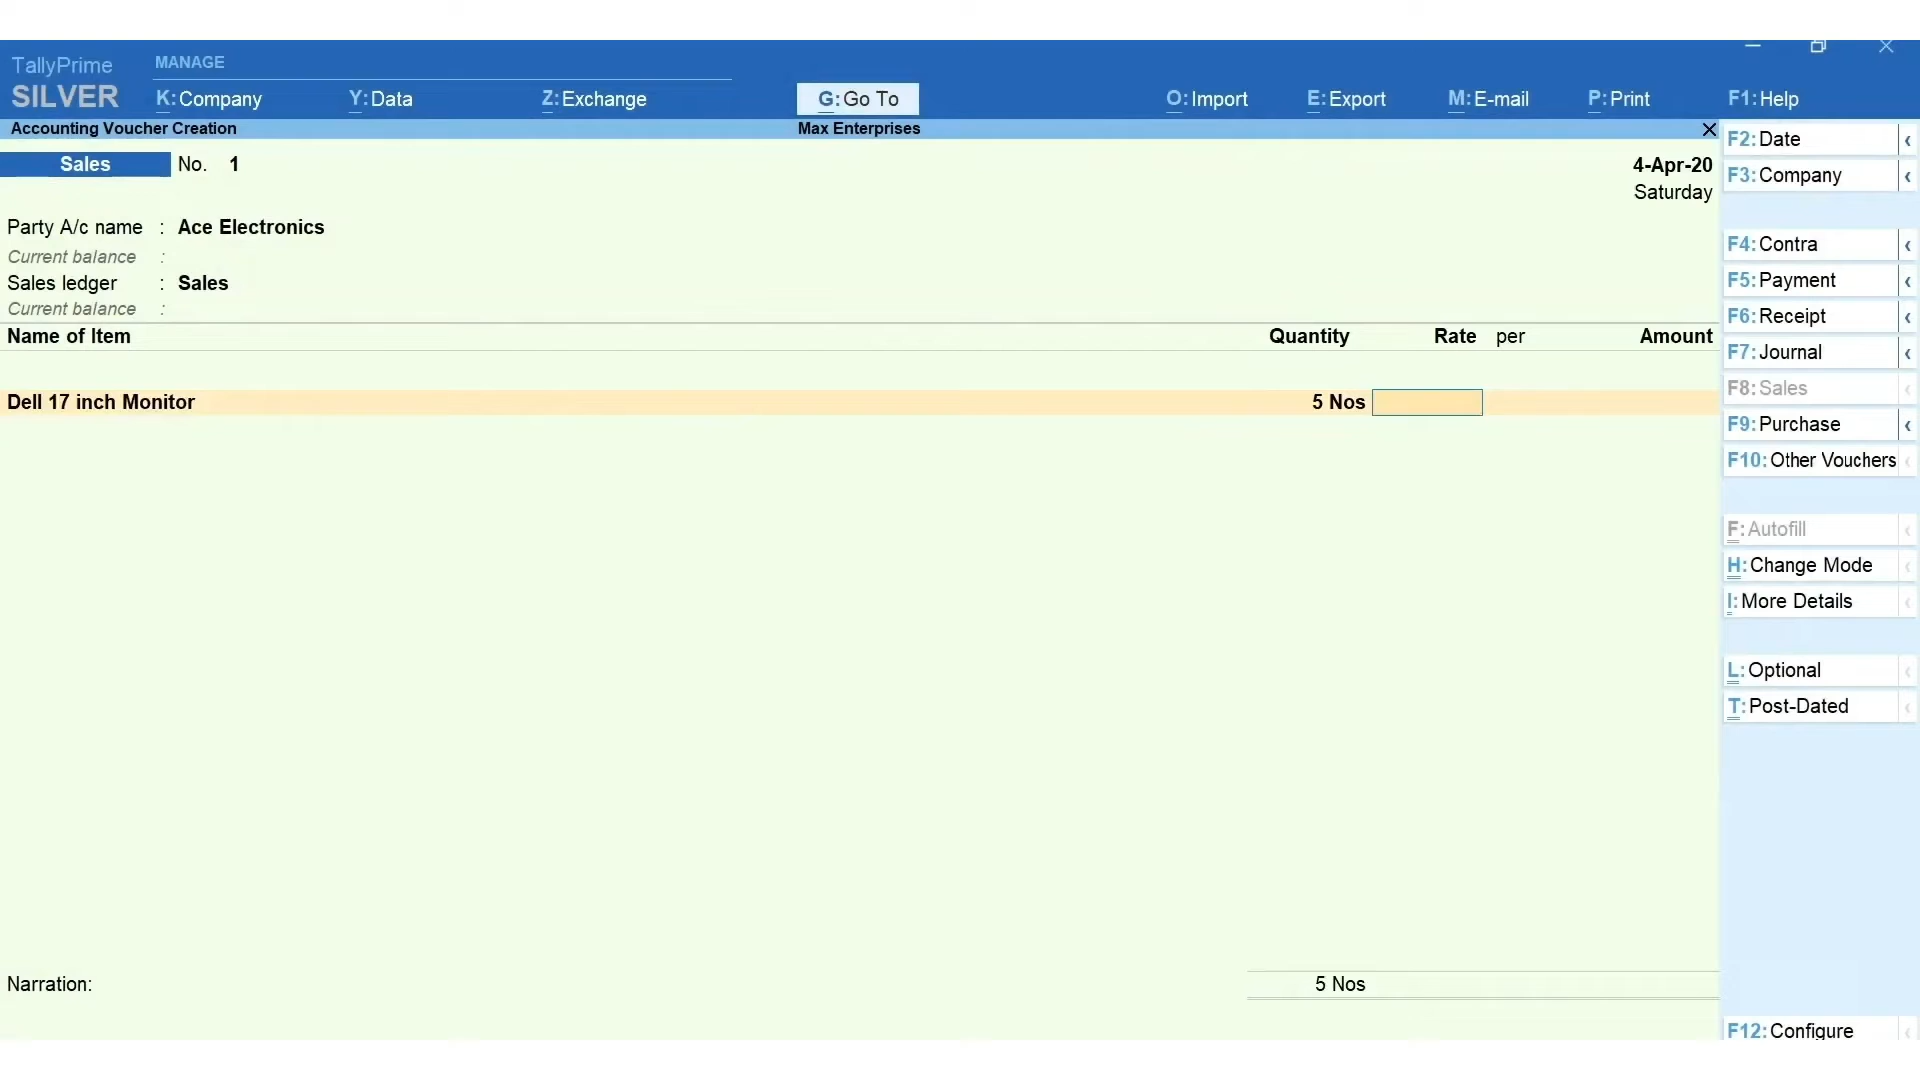 TallyPrime
SILVER
MANAGE
K:Company Y:Data Z:Exchange G:Go To O:Import E:Export M:E-mail P:Print F1:Help
Accounting Voucher Creation Max Enterprises
Sales No. 1 4-Apr-20
Saturday
Party A/c name : Ace Electronics
Current balance :
Sales ledger : Sales
Current balance :
Name of Item Quantity Rate per Amount
Dell 17 inch Monitor 5 Nos
Narration: 5 Nos
F2:Date
F3:Company
F4:Contra
F5:Payment
F6:Receipt
F7:Journal
F8:Sales
F9:Purchase
F10:Other Vouchers
F:Autofill
H:Change Mode
I:More Details
L:Optional
T:Post-Dated
F12:Configure